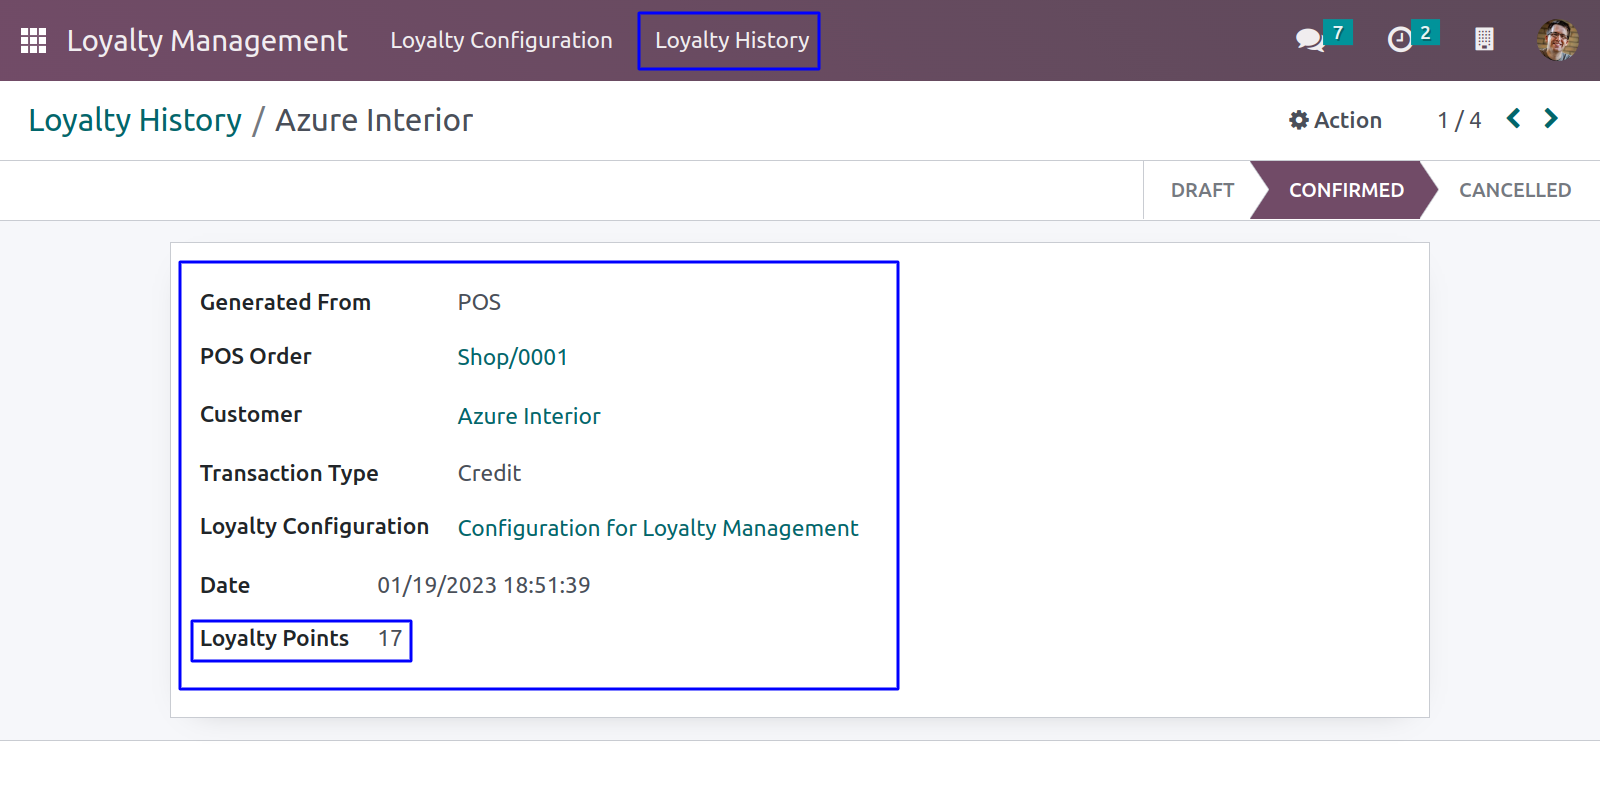 Loyalty Management Loyalty Configuration Loyalty History 7 2
Loyalty History / Azure Interior Action 1 / 4
DRAFT CONFIRMED CANCELLED
Generated From POS
POS Order Shop/0001
Customer Azure Interior
Transaction Type Credit
Loyalty Configuration Configuration for Loyalty Management
Date 01/19/2023 18:51:39
Loyalty Points 17